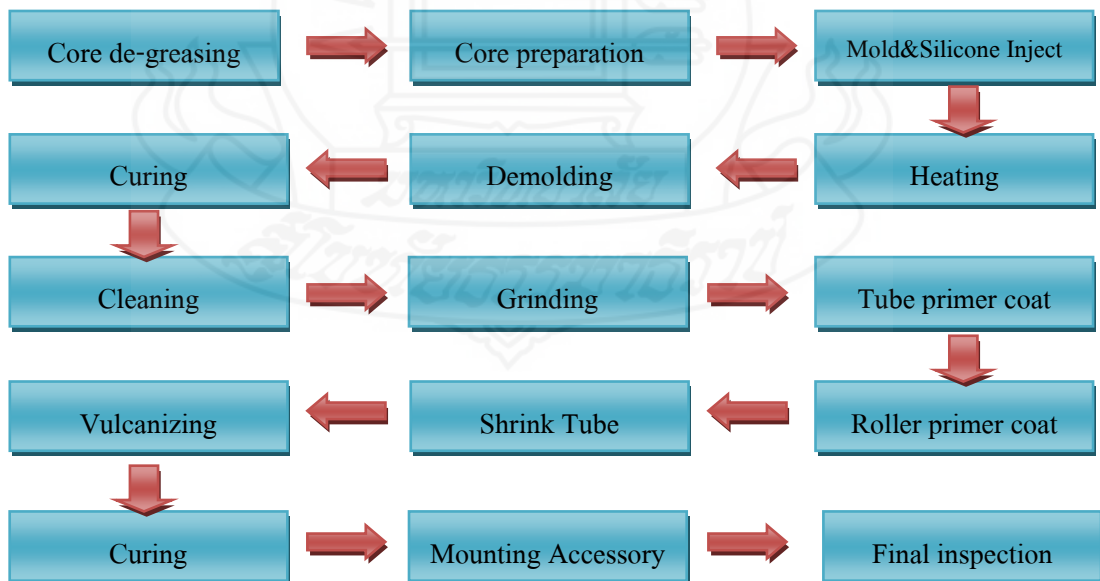 Core de-greasing
Core preparation
Mold&Silicone Inject
Heating
Demolding
Curing
Cleaning
Grinding
Tube primer coat
Roller primer coat
Shrink Tube
Vulcanizing
Curing
Mounting Accessory
Final inspection